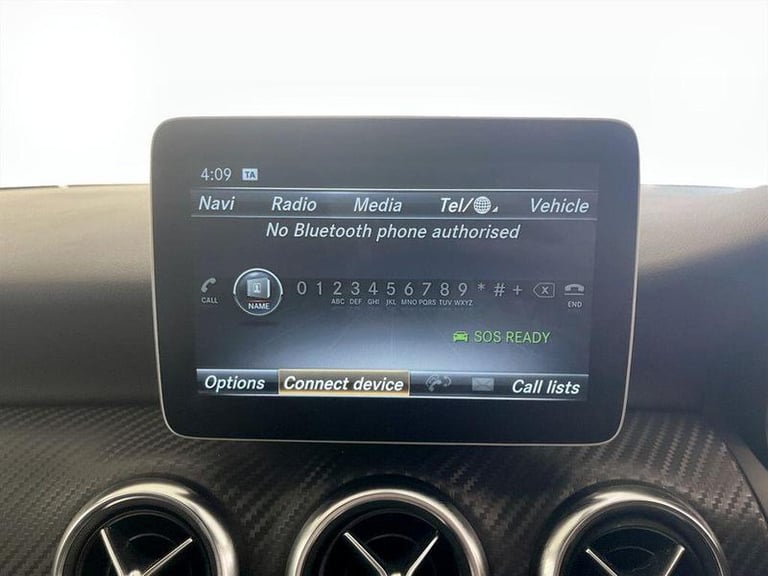 4:09 TA
Navi Radio Media Tel/ Vehicle
No Bluetooth phone authorised
CALL NAME 0 1 2 3 4 5 6 7 8 9 * # + END
ABC DEF GHI JKL MNO PQRS TUV WXYZ
SOS READY
Options Connect device Call lists